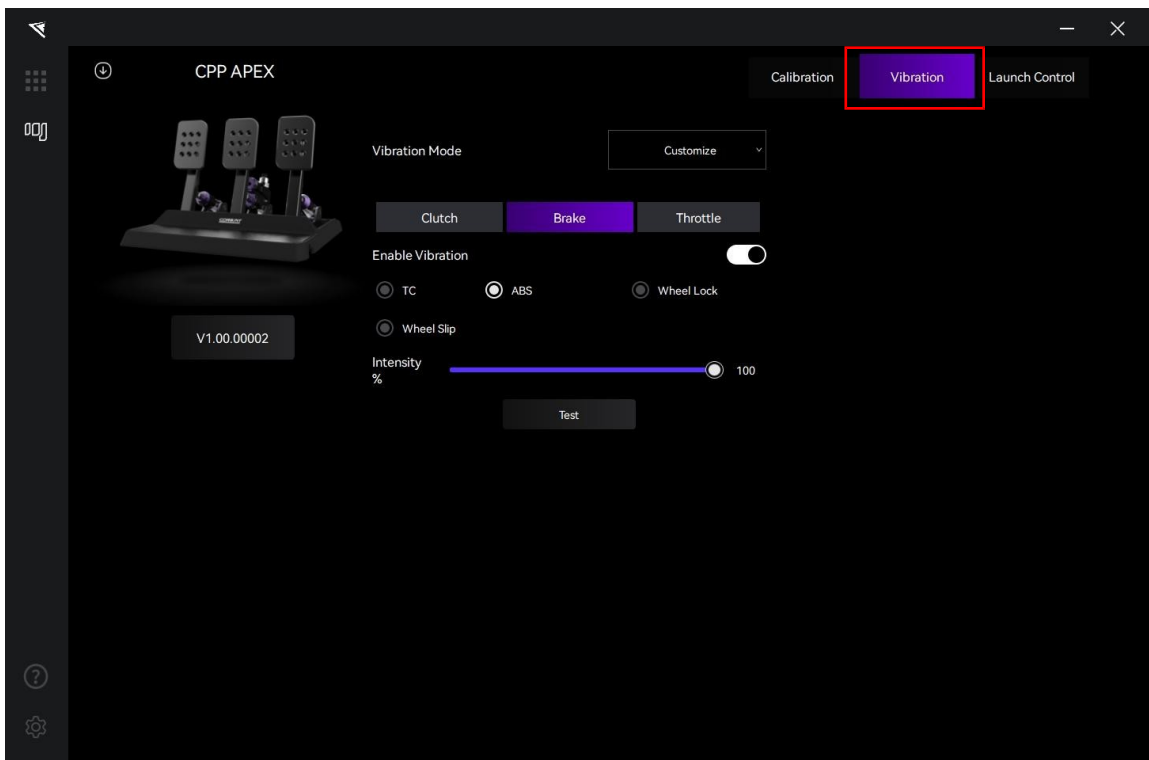 CPP APEX
Calibration
Vibration
Launch Control
Vibration Mode
Customize
Clutch
Brake
Throttle
Enable Vibration
TC
ABS
Wheel Lock
Wheel Slip
V1.00.00002
Intensity
%
100
Test
?